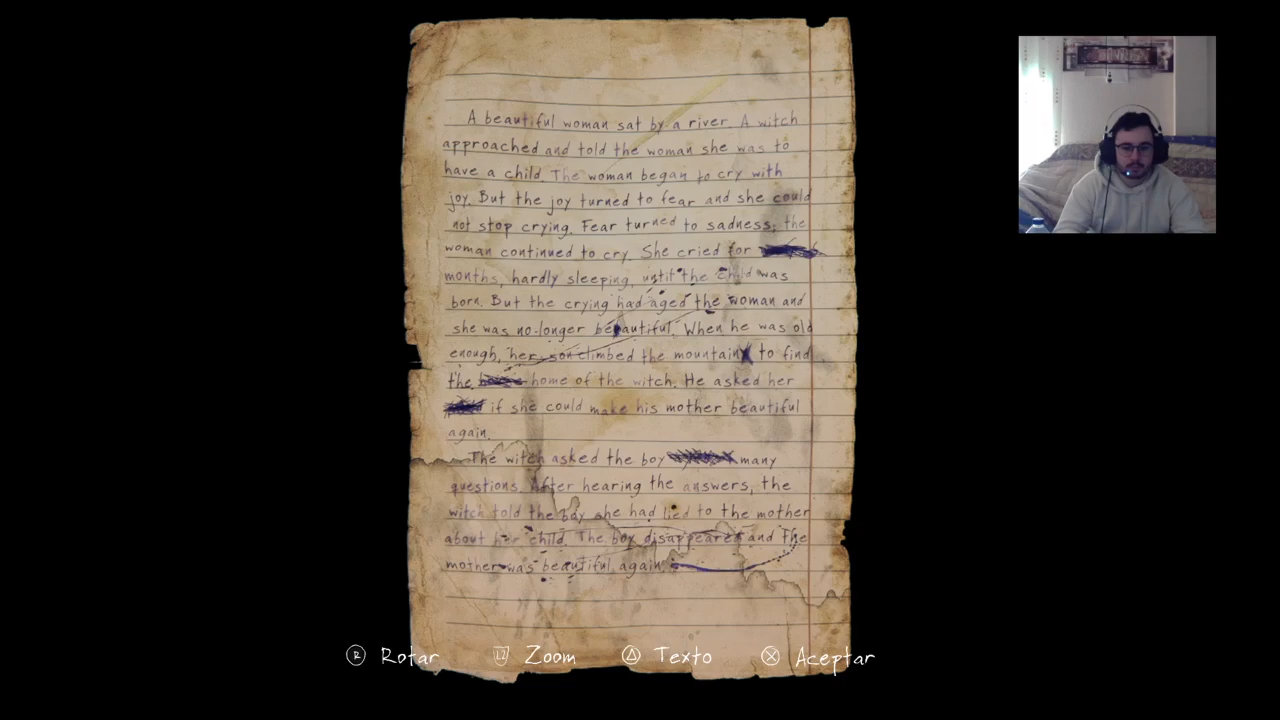 A beautiful woman sat by a river. A witch
approached and told the woman she was to
have a child. The woman began to cry with
joy. But the joy turned to fear and she could
not stop crying. Fear turned to sadness; the
woman continued to cry. She cried for
months, hardly sleeping, until the child was
born. But the crying had aged the woman and
she was no-longer beautiful. When he was old
enough, her son climbed the mountain to find
the home of the witch. He asked her
if she could make his mother beautiful
again.
The witch asked the boy many
questions. After hearing the answers, the
witch told the boy she had lied to the mother
about her child. The boy disappeared and the
mother was beautiful again.
R Rotar L2 Zoom Texto Aceptar